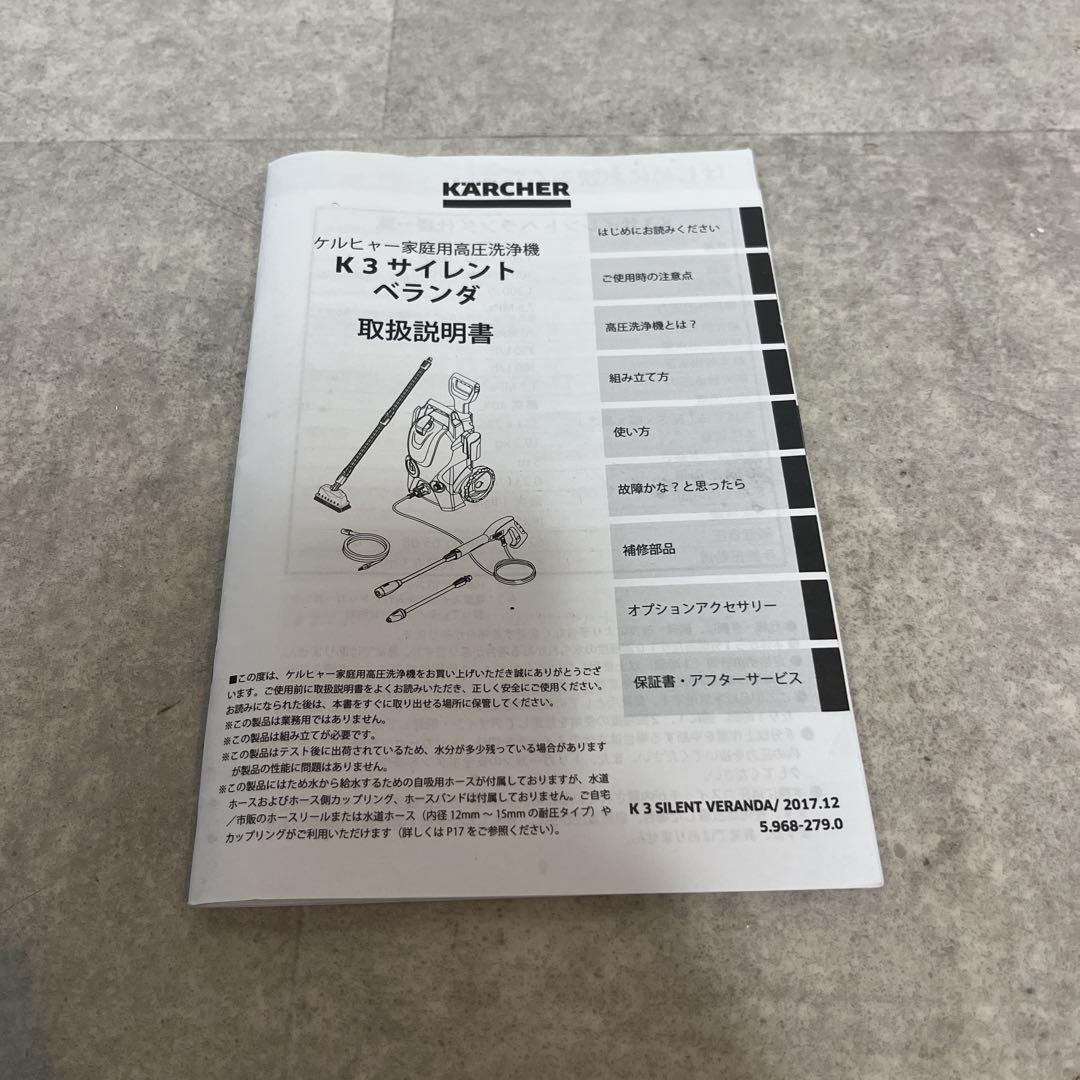 KÄRCHER
ケルヒャー家庭用高圧洗浄機
K 3 サイレント
ベランダ
取扱説明書
はじめにお読みください
ご使用時の注意点
高圧洗浄機とは？
組み立て方
使い方
故障かな？と思ったら
補修部品
オプションアクセサリー
保証書・アフターサービス
■この度は、ケルヒャー家庭用高圧洗浄機をお買い上げいただき誠にありがとうござ
います。ご使用前に取扱説明書をよくお読みいただき、正しく安全にご使用ください。
お読みになられた後は、本書をすぐに取り出せる場所に保管してください。
※この製品は業務用ではありません。
※この製品は組み立てが必要です。
※この製品はテスト後に出荷されているため、水分が多少残っている場合があります
が製品の性能に問題はありません。
※この製品にはため水から給水するための自吸用ホースが付属しておりますが、水道
ホースおよびホース側カップリング、ホースバンドは付属しておりません。ご自宅
／市販のホースリールまたは水道ホース（内径 12mm ～ 15mm の耐圧タイプ）や
カップリングがご利用いただけます（詳しくは P17 をご参照ください）。
K 3 SILENT VERANDA/ 2017.12
5.968-279.0